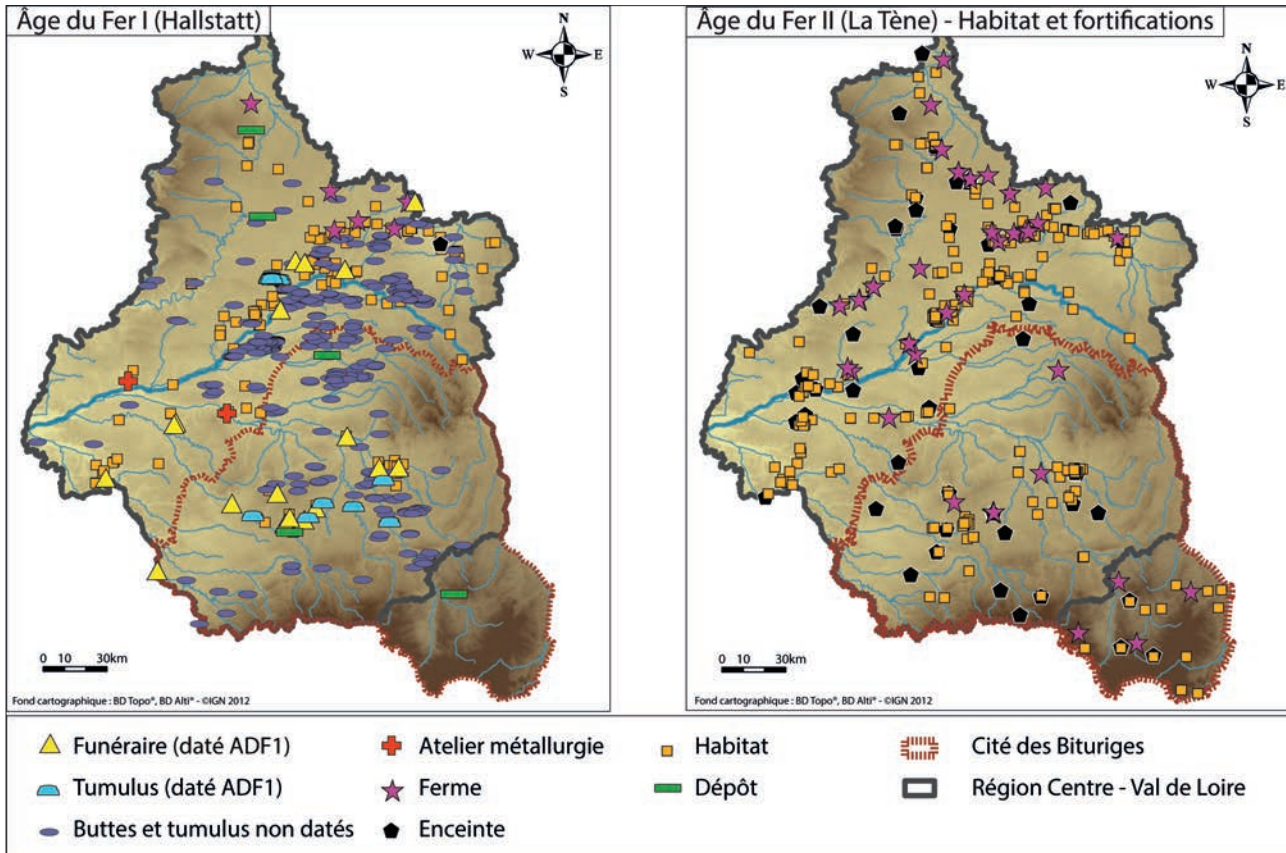 Âge du Fer I (Hallstatt)
N
W E
S
0 10 30km
Fond cartographique : BD Topo®, BD Alti® - ©IGN 2012
Âge du Fer II (La Tène) - Habitat et fortifications
N
W E
S
0 10 30km
Fond cartographique : BD Topo®, BD Alti® - ©IGN 2012
Funéraire (daté ADF1)
Atelier métallurgie
Habitat
Cité des Bituriges
Tumulus (daté ADF1)
Ferme
Dépôt
Région Centre - Val de Loire
Buttes et tumulus non datés
Enceinte